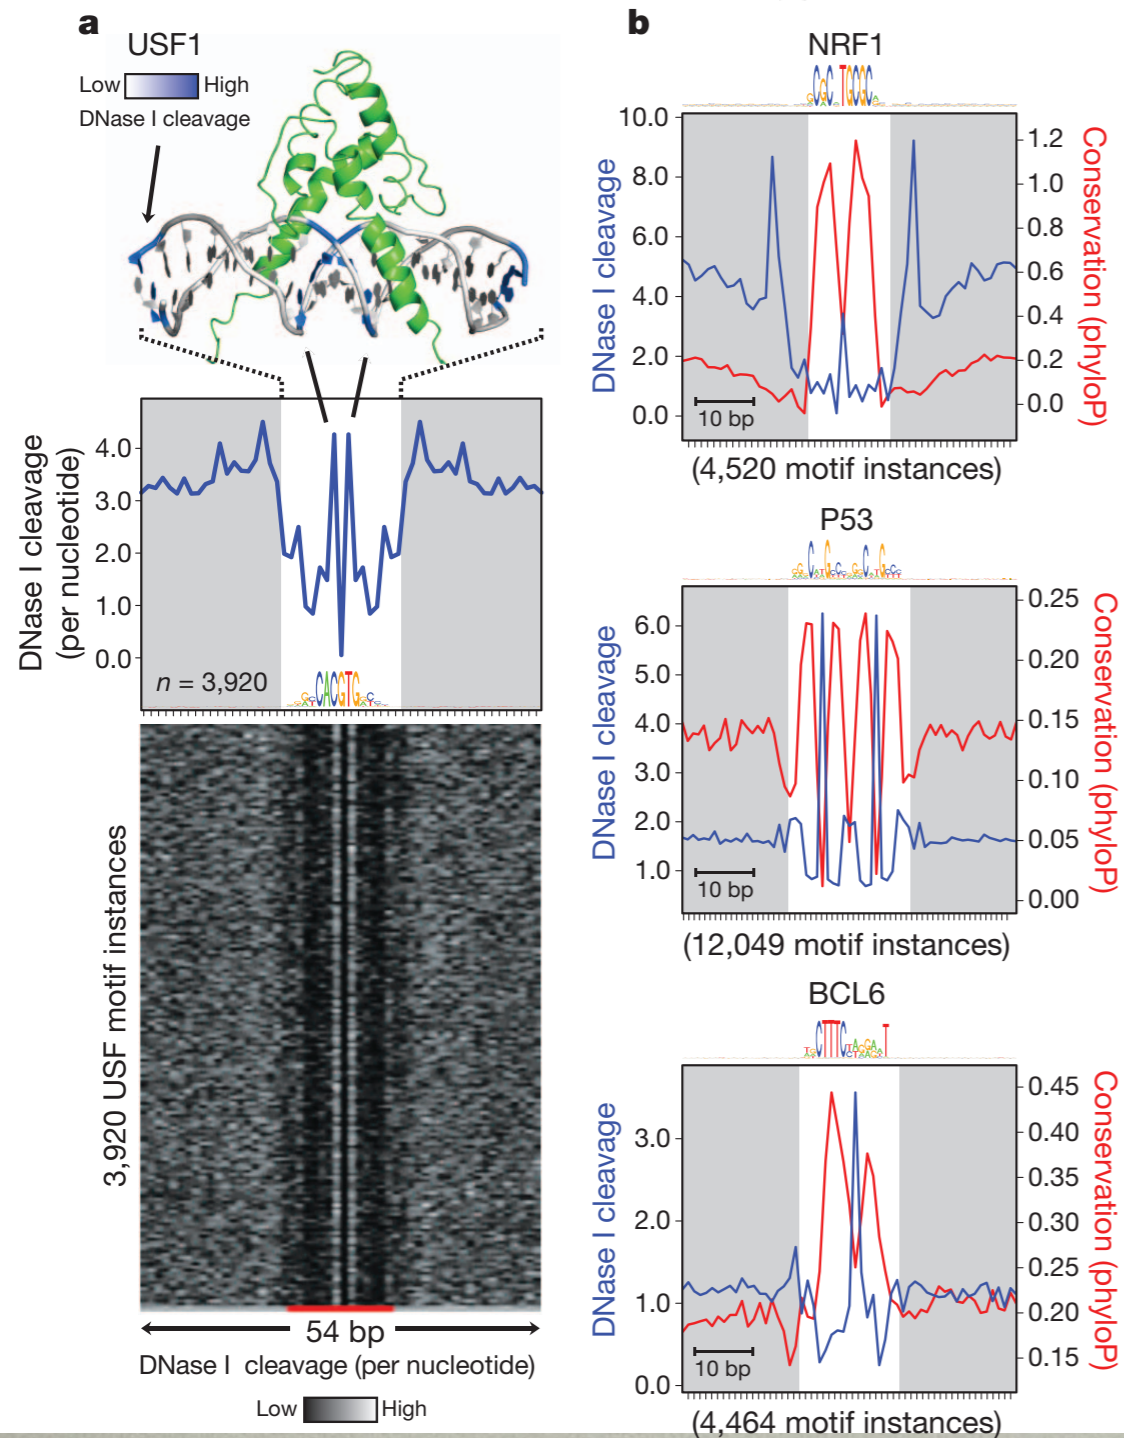 a
USF1
Low High
DNase I cleavage
DNase I cleavage
(per nucleotide)
4.0
3.0
2.0
1.0
0.0
n = 3,920
CACGTG
3,920 USF motif instances
54 bp
DNase I cleavage (per nucleotide)
Low High
b
NRF1
CGC TGCGC
DNase I cleavage
10.0
8.0
6.0
4.0
2.0
0.0
10 bp
1.2
1.0
0.8
0.6
0.4
0.2
0.0
Conservation (phyloP)
(4,520 motif instances)
P53
DNase I cleavage
6.0
5.0
4.0
3.0
2.0
1.0
10 bp
0.25
0.20
0.15
0.10
0.05
0.00
Conservation (phyloP)
(12,049 motif instances)
BCL6
CTTTC
DNase I cleavage
3.0
2.0
1.0
0.0
10 bp
0.45
0.40
0.35
0.30
0.25
0.20
0.15
Conservation (phyloP)
(4,464 motif instances)